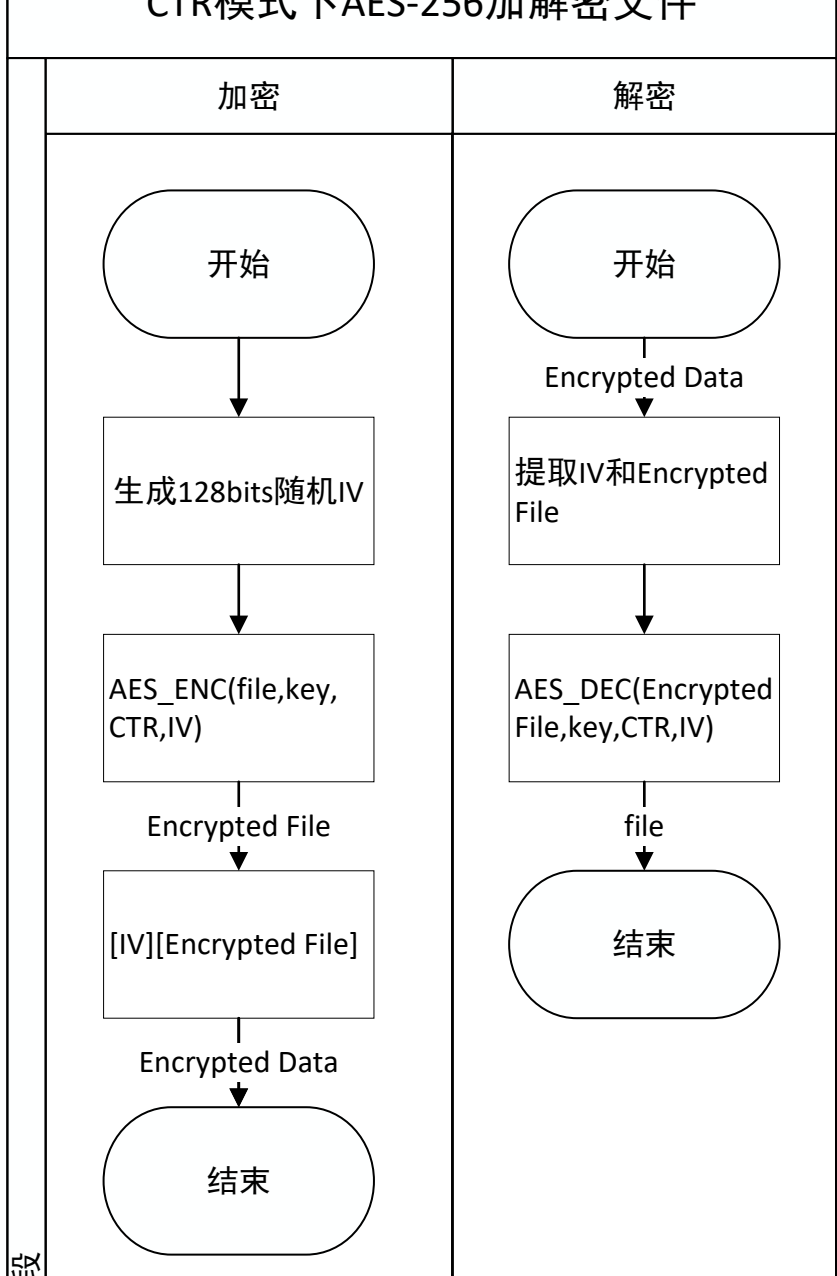 CTR模式下AES-256加解密文件
加密
解密
开始
生成128bits随机IV
AES_ENC(file,key,
CTR,IV)
Encrypted File
[IV][Encrypted File]
Encrypted Data
结束
开始
Encrypted Data
提取IV和Encrypted
File
AES_DEC(Encrypted
File,key,CTR,IV)
file
结束
段